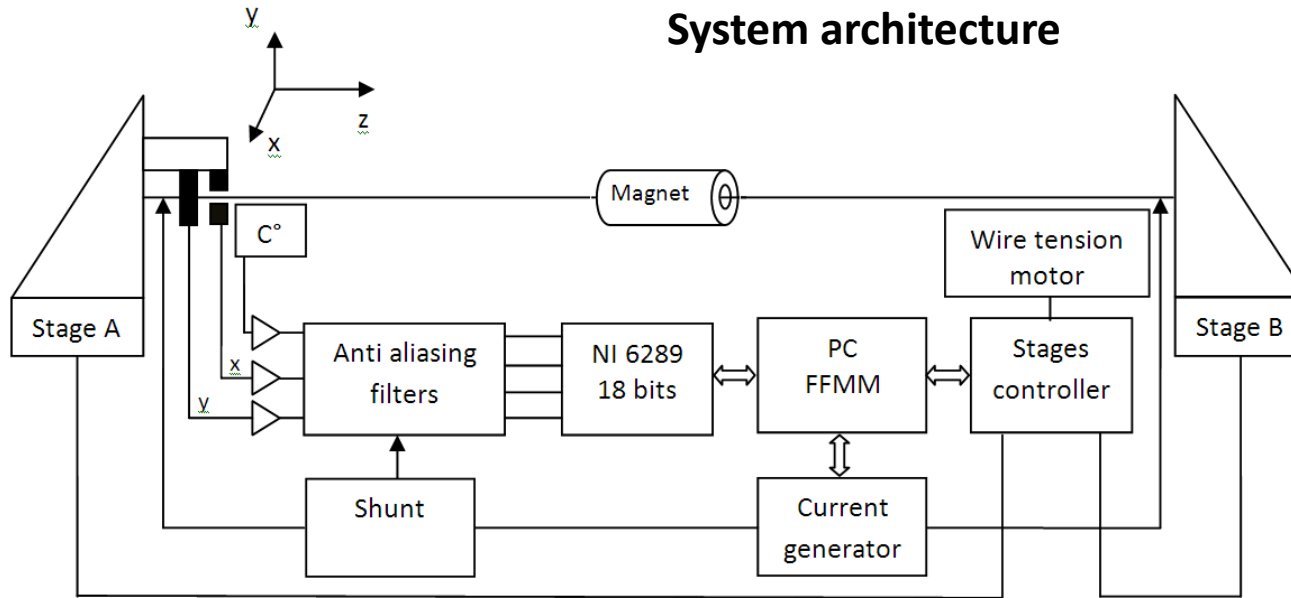 System architecture
y
z
x
Magnet
C°
Wire tension
motor
Stage A
Stage B
x
y
Anti aliasing
filters
NI 6289
18 bits
PC
FFMM
Stages
controller
Shunt
Current
generator